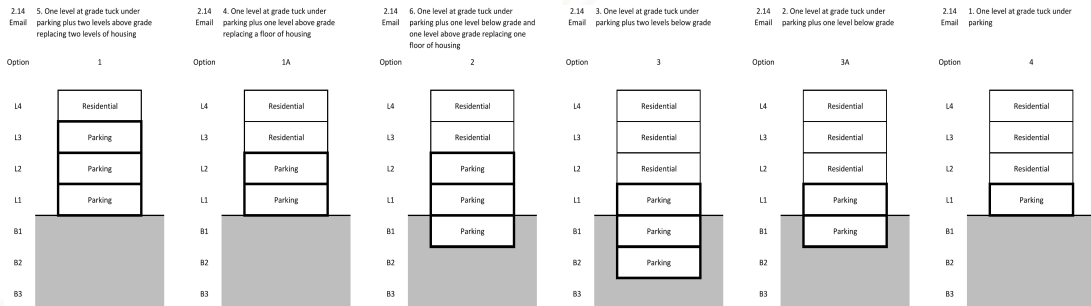 2.14 Email
5. One level at grade tuck under
parking plus two levels above grade
replacing two levels of housing
Option 1
L4 Residential
L3 Parking
L2 Parking
L1 Parking
B1
B2
B3
2.14 Email
4. One level at grade tuck under
parking plus one level above grade
replacing a floor of housing
Option 1A
L4 Residential
L3 Residential
L2 Parking
L1 Parking
B1
B2
B3
2.14 Email
6. One level at grade tuck under
parking plus one level below grade and
one level above grade replacing one
floor of housing
Option 2
L4 Residential
L3 Residential
L2 Parking
L1 Parking
B1 Parking
B2
B3
2.14 Email
3. One level at grade tuck under
parking plus two levels below grade
Option 3
L4 Residential
L3 Residential
L2 Residential
L1 Parking
B1 Parking
B2 Parking
B3
2.14 Email
2. One level at grade tuck under
parking plus one level below grade
Option 3A
L4 Residential
L3 Residential
L2 Residential
L1 Parking
B1 Parking
B2
B3
2.14 Email
1. One level at grade tuck under
parking
Option 4
L4 Residential
L3 Residential
L2 Residential
L1 Parking
B1
B2
B3